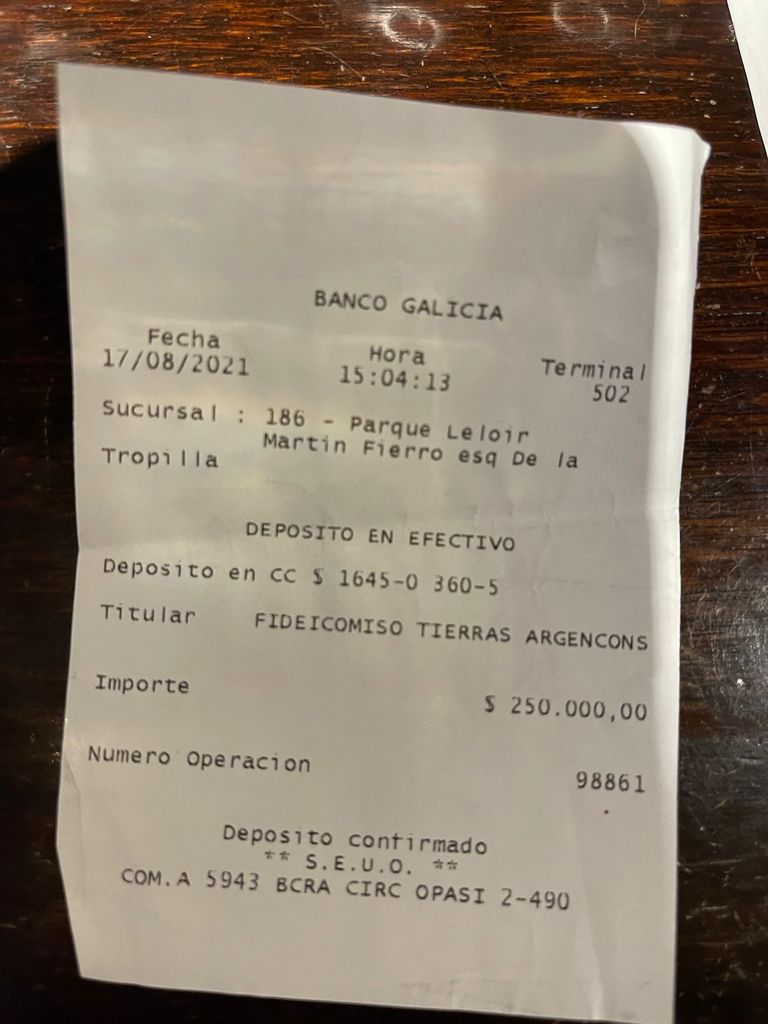 BANCO GALICIA
Fecha Hora Terminal
17/08/2021 15:04:13 502
Sucursal : 186 - Parque Leloir
Martin Fierro esq De la
Tropilla
DEPOSITO EN EFECTIVO
Deposito en CC $ 1645-0 360-5
Titular FIDEICOMISO TIERRAS ARGENCONS
Importe $ 250.000,00
Numero Operacion 98861
Deposito confirmado
** S.E.U.O. **
COM.A 5943 BCRA CIRC OPASI 2-490